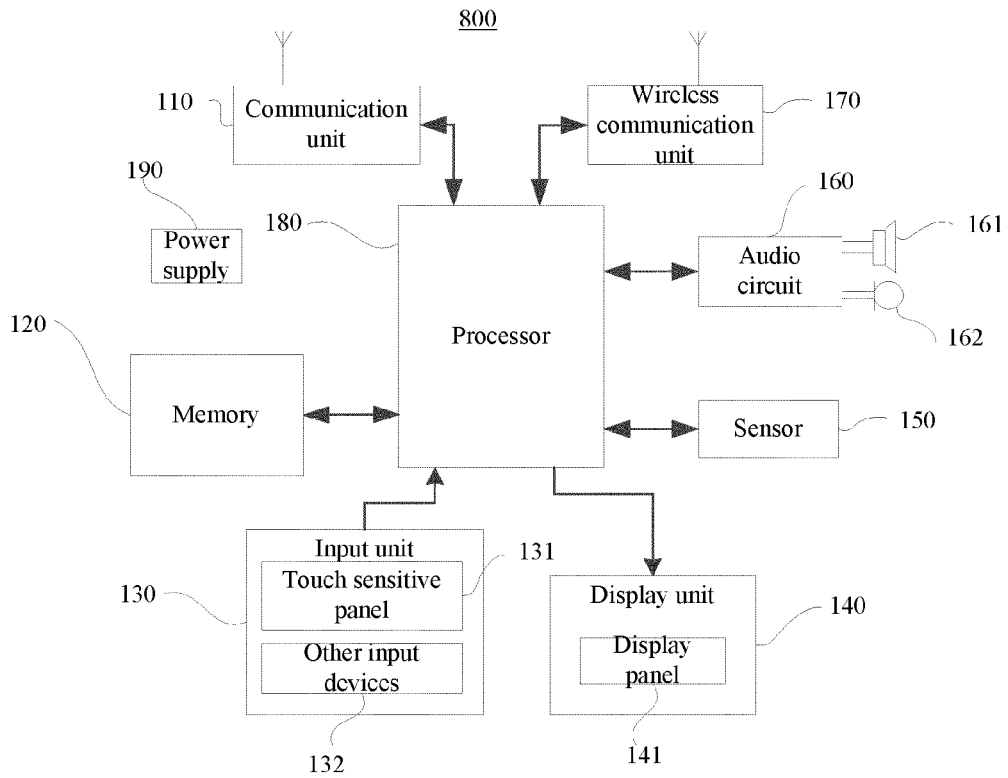 800
110
Communication
unit
Wireless
communication
unit
170
190
Power
supply
180
160
161
Audio
circuit
162
Processor
120
Memory
Sensor
150
Input unit
131
Touch sensitive
panel
130
Other input
devices
132
Display unit
140
Display
panel
141